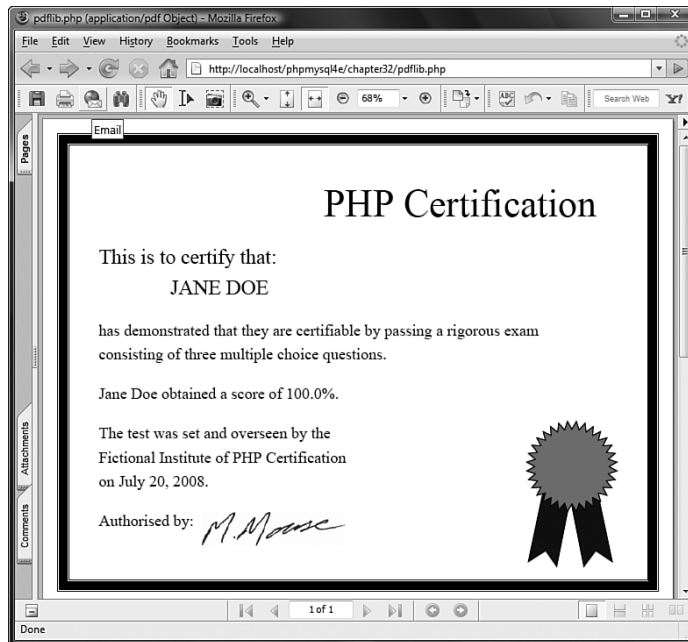 pdflib.php (application/pdf Object) - Mozilla Firefox
File Edit View History Bookmarks Tools Help
http://localhost/phpmysql4e/chapter32/pdflib.php
68%
ABC
Search Web
Y!
Email
Pages
Attachments
Comments
PHP Certification
This is to certify that:
JANE DOE
has demonstrated that they are certifiable by passing a rigorous exam
consisting of three multiple choice questions.
Jane Doe obtained a score of 100.0%.
The test was set and overseen by the
Fictional Institute of PHP Certification
on July 20, 2008.
Authorised by: M. Mouse
1 of 1
Done